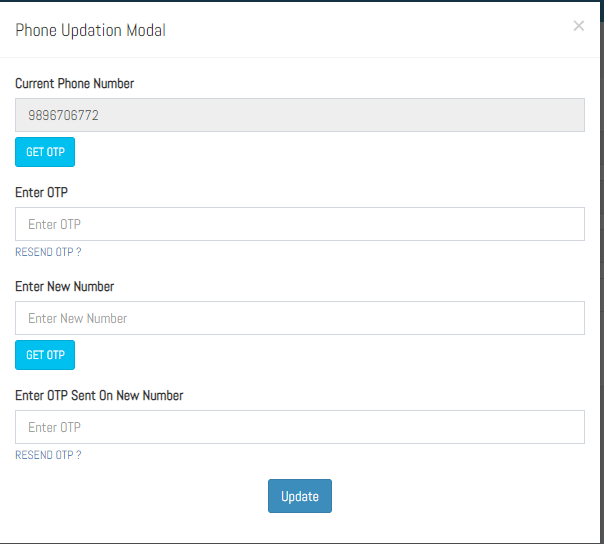 Phone Updation Modal
×
Current Phone Number
9896706772
GET OTP
Enter OTP
Enter OTP
RESEND OTP ?
Enter New Number
Enter New Number
GET OTP
Enter OTP Sent On New Number
Enter OTP
RESEND OTP ?
Update